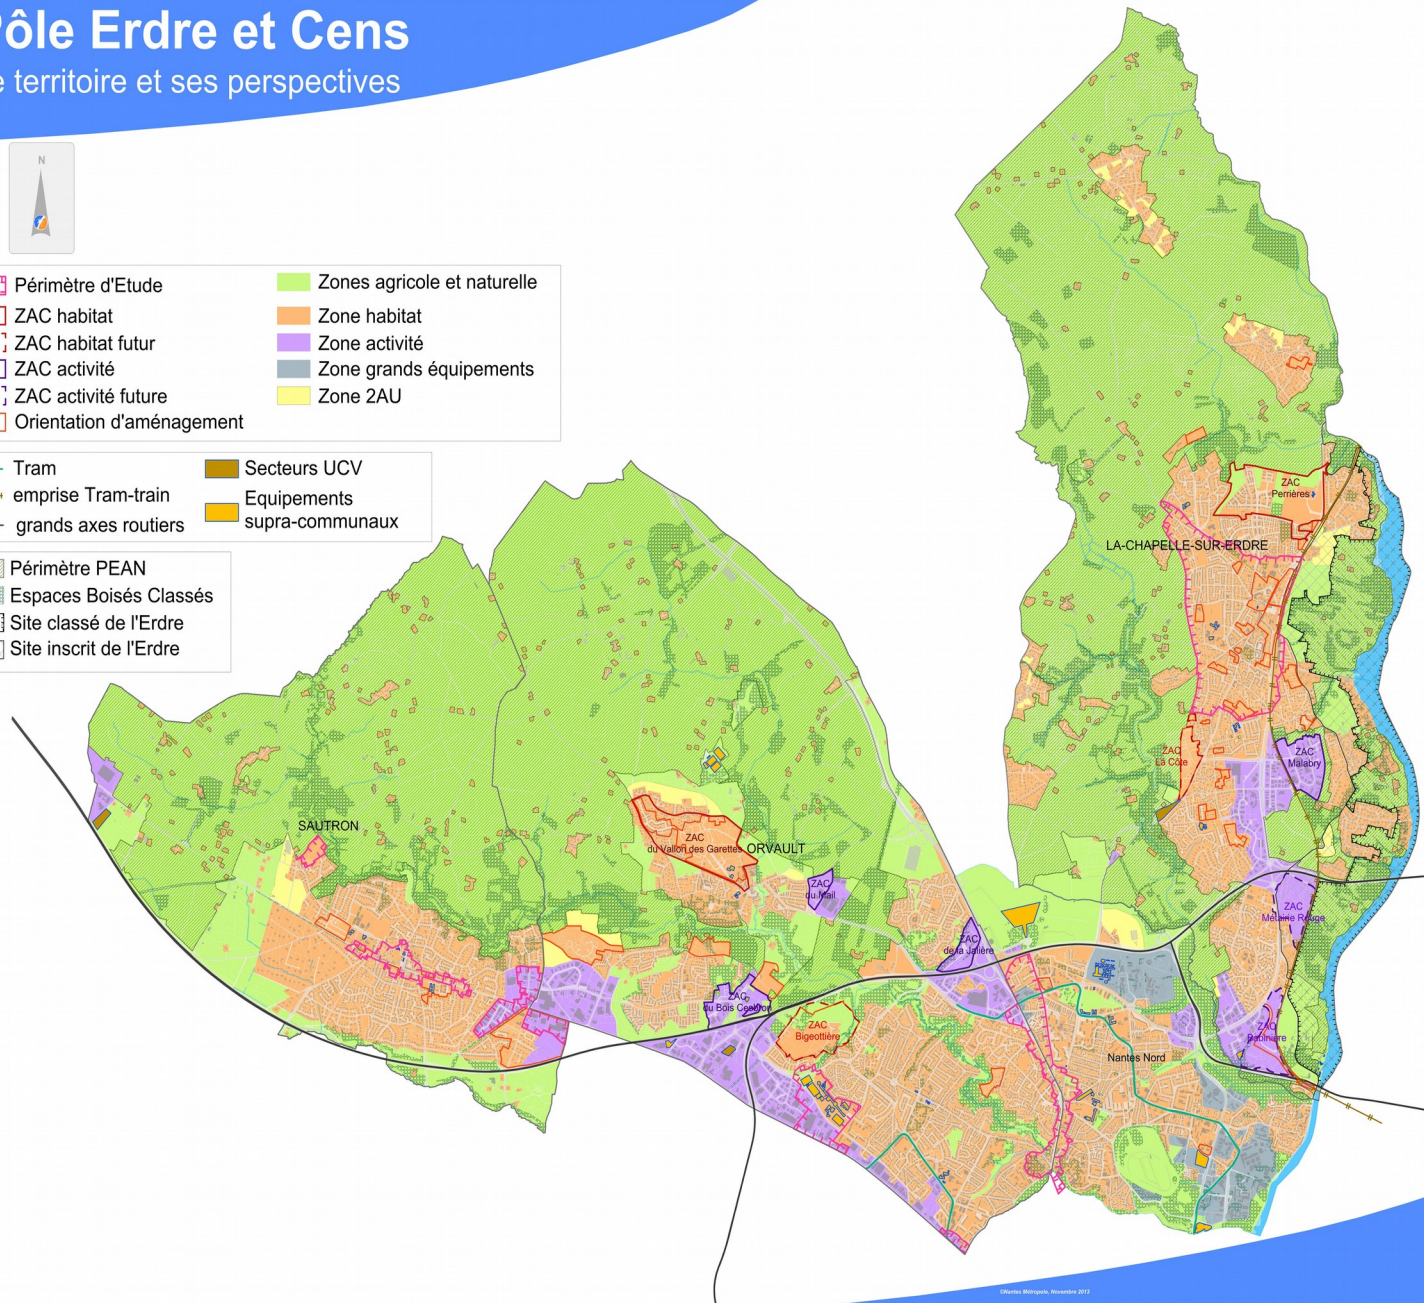 ôle Erdre et Cens
e territoire et ses perspectives
N
Périmètre d'Etude
ZAC habitat
ZAC habitat futur
ZAC activité
ZAC activité future
Orientation d'aménagement
Zones agricole et naturelle
Zone habitat
Zone activité
Zone grands équipements
Zone 2AU
Tram
emprise Tram-train
grands axes routiers
Secteurs UCV
Equipements
supra-communaux
Périmètre PEAN
Espaces Boisés Classés
Site classé de l'Erdre
Site inscrit de l'Erdre
ZAC
Perrières
LA-CHAPELLE-SUR-ERDRE
ZAC
La Côte
ZAC
Malabry
SAUTRON
ZAC
du Vallon des Garettes
ORVAULT
ZAC
du Mail
ZAC
Métairie Rouge
ZAC
de la Jalière
ZAC
du Bois Cesbron
ZAC
Bigeottière
ZAC
Babinière
Nantes Nord
©Nantes Métropole, Novembre 2013